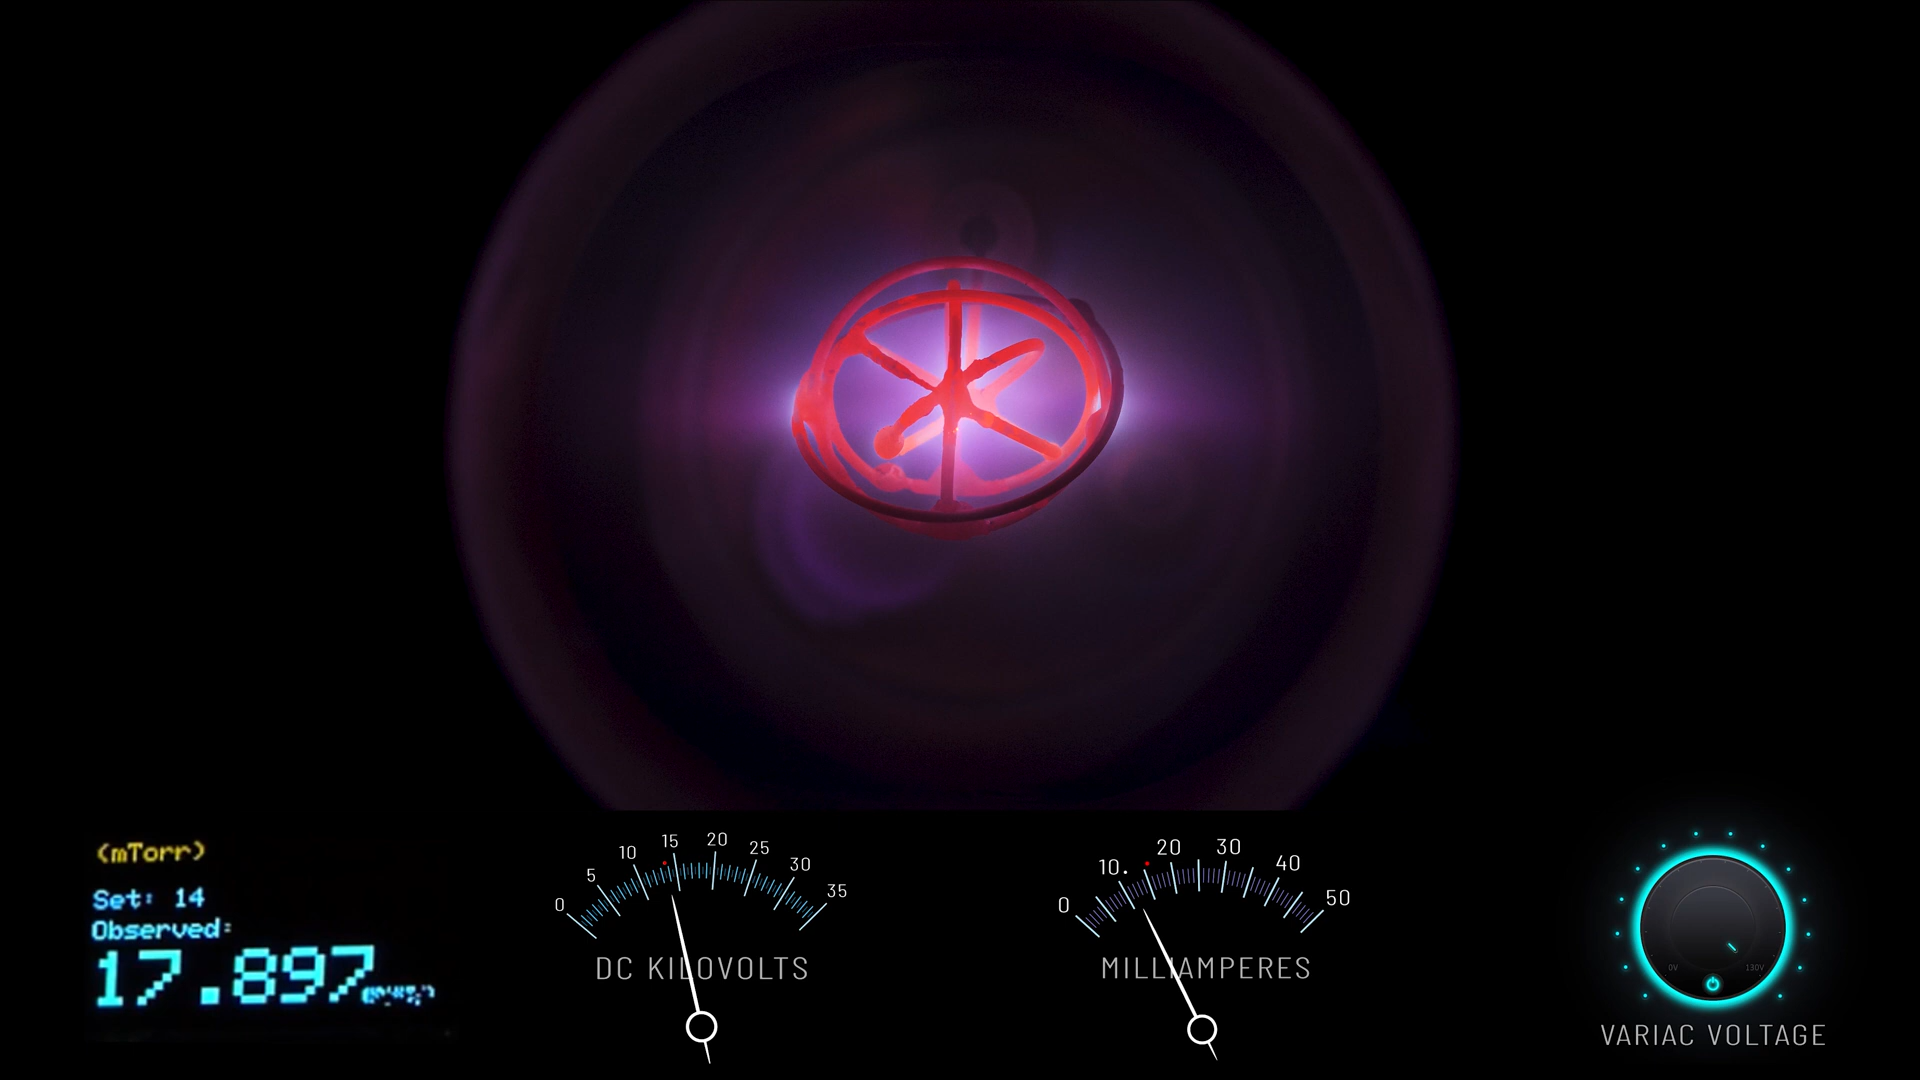 (mTorr)
Set: 14
Observed:
17.897
0 5 10 15 20 25 30 35
DC KILOVOLTS
0 10. 20 30 40 50
MILLIAMPERES
0V 130V
VARIAC VOLTAGE